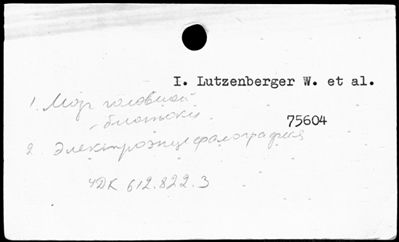 I. Lutzenberger W. et al.
1. Мозг головной
- биотоки
75604
2. Электроэнцефалография
УДК 612.822.3